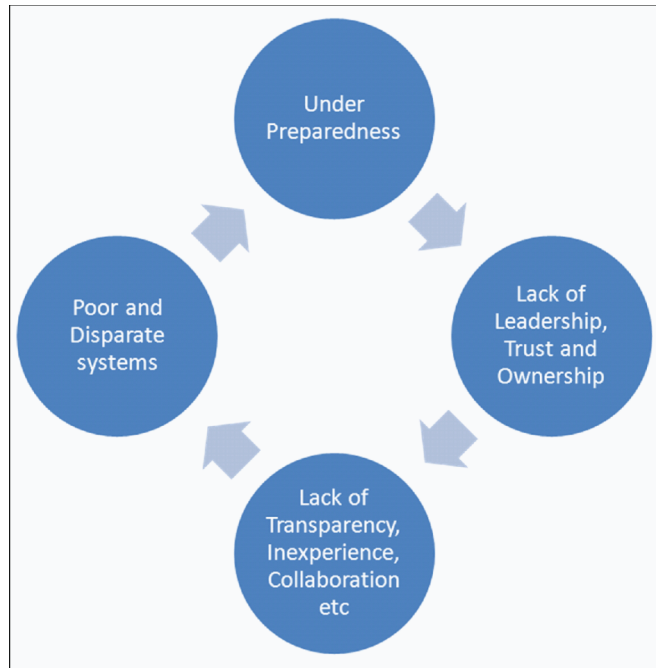 Under
Preparedness
Lack of
Leadership,
Trust and
Ownership
Lack of
Transparency,
Inexperience,
Collaboration
etc
Poor and
Disparate
systems